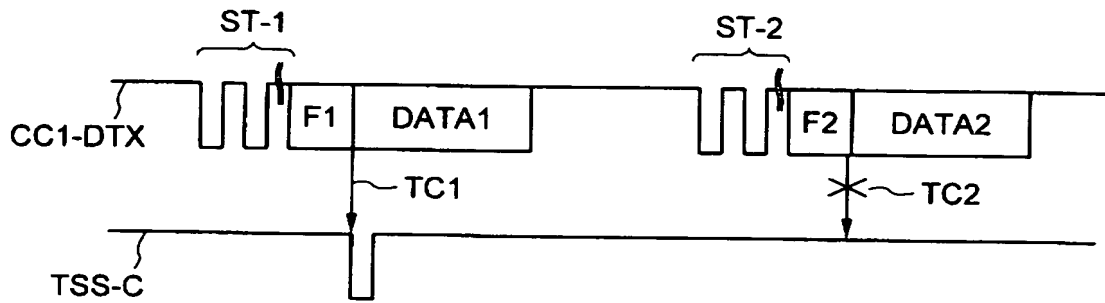 ST-1
ST-2
CC1-DTX
F1
DATA1
F2
DATA2
TC1
TC2
TSS-C